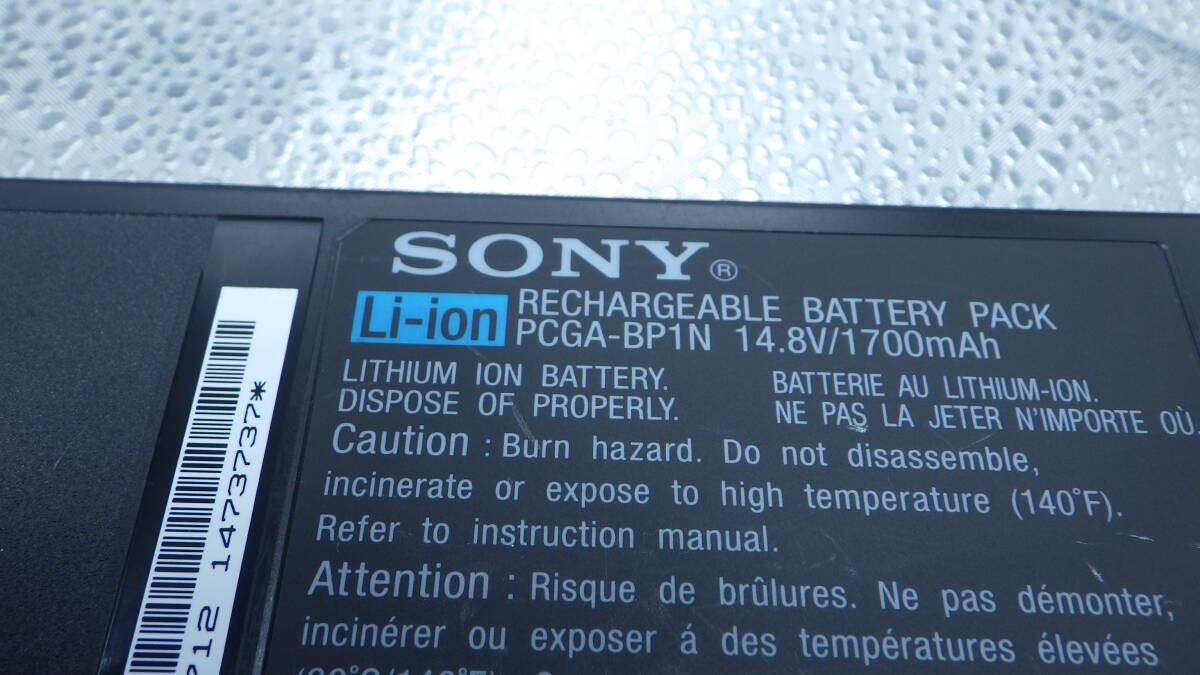 SONY®
Li-ion
RECHARGEABLE BATTERY PACK
PCGA-BP1N 14.8V/1700mAh
LITHIUM ION BATTERY.
DISPOSE OF PROPERLY.
BATTERIE AU LITHIUM-ION.
NE PAS LA JETER N'IMPORTE OÙ.
Caution : Burn hazard. Do not disassemble,
incinerate or expose to high temperature (140°F).
Refer to instruction manual.
Attention : Risque de brûlures. Ne pas démonter,
incinérer ou exposer á des températures élevées
P12 1473737*